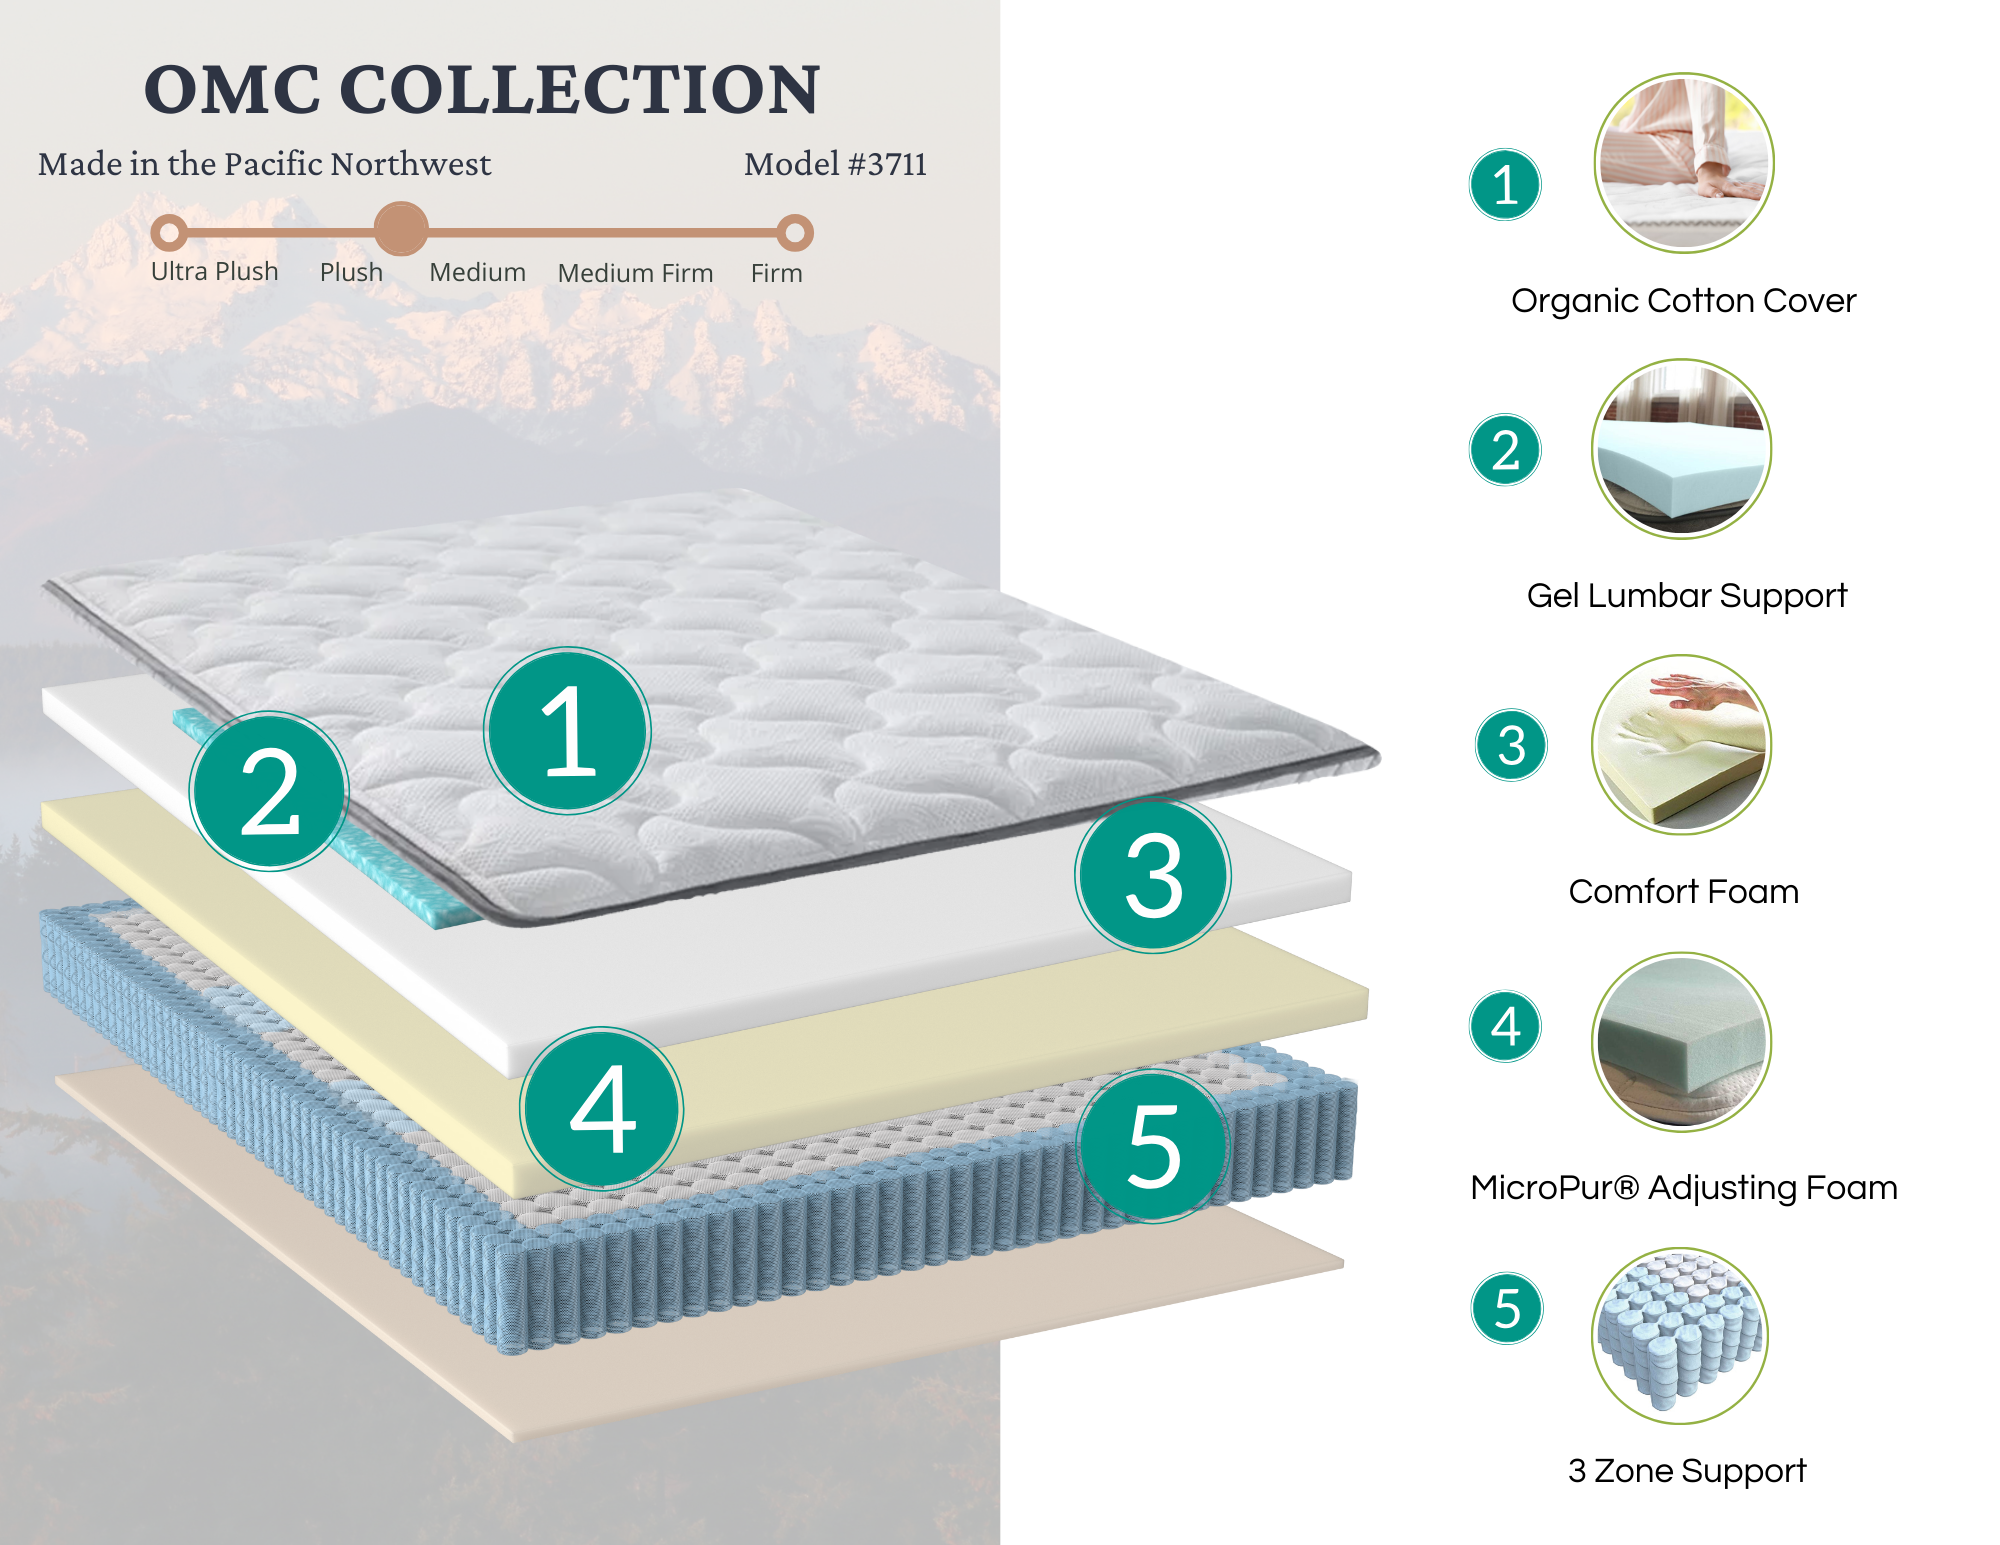 OMC COLLECTION
Made in the Pacific Northwest
Model #3711
Ultra Plush
Plush
Medium
Medium Firm
Firm
1
2
3
4
5
1
Organic Cotton Cover
2
Gel Lumbar Support
3
Comfort Foam
4
MicroPur® Adjusting Foam
5
3 Zone Support